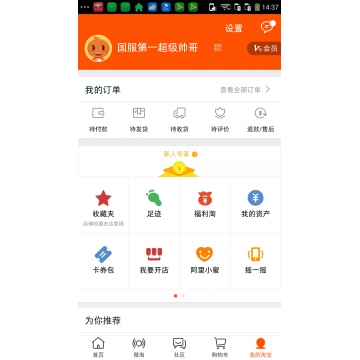 14:37
设置
国服第一超级帅哥
会员
我的订单
查看全部订单
待付款
待发货
待收货
待评价
退款/售后
新人专享
收藏夹
足迹
福利淘
我的资产
店铺收藏在这里哦
卡券包
我要开店
阿里小蜜
摇一摇
为你推荐
首页
微淘
社区
购物车
我的淘宝